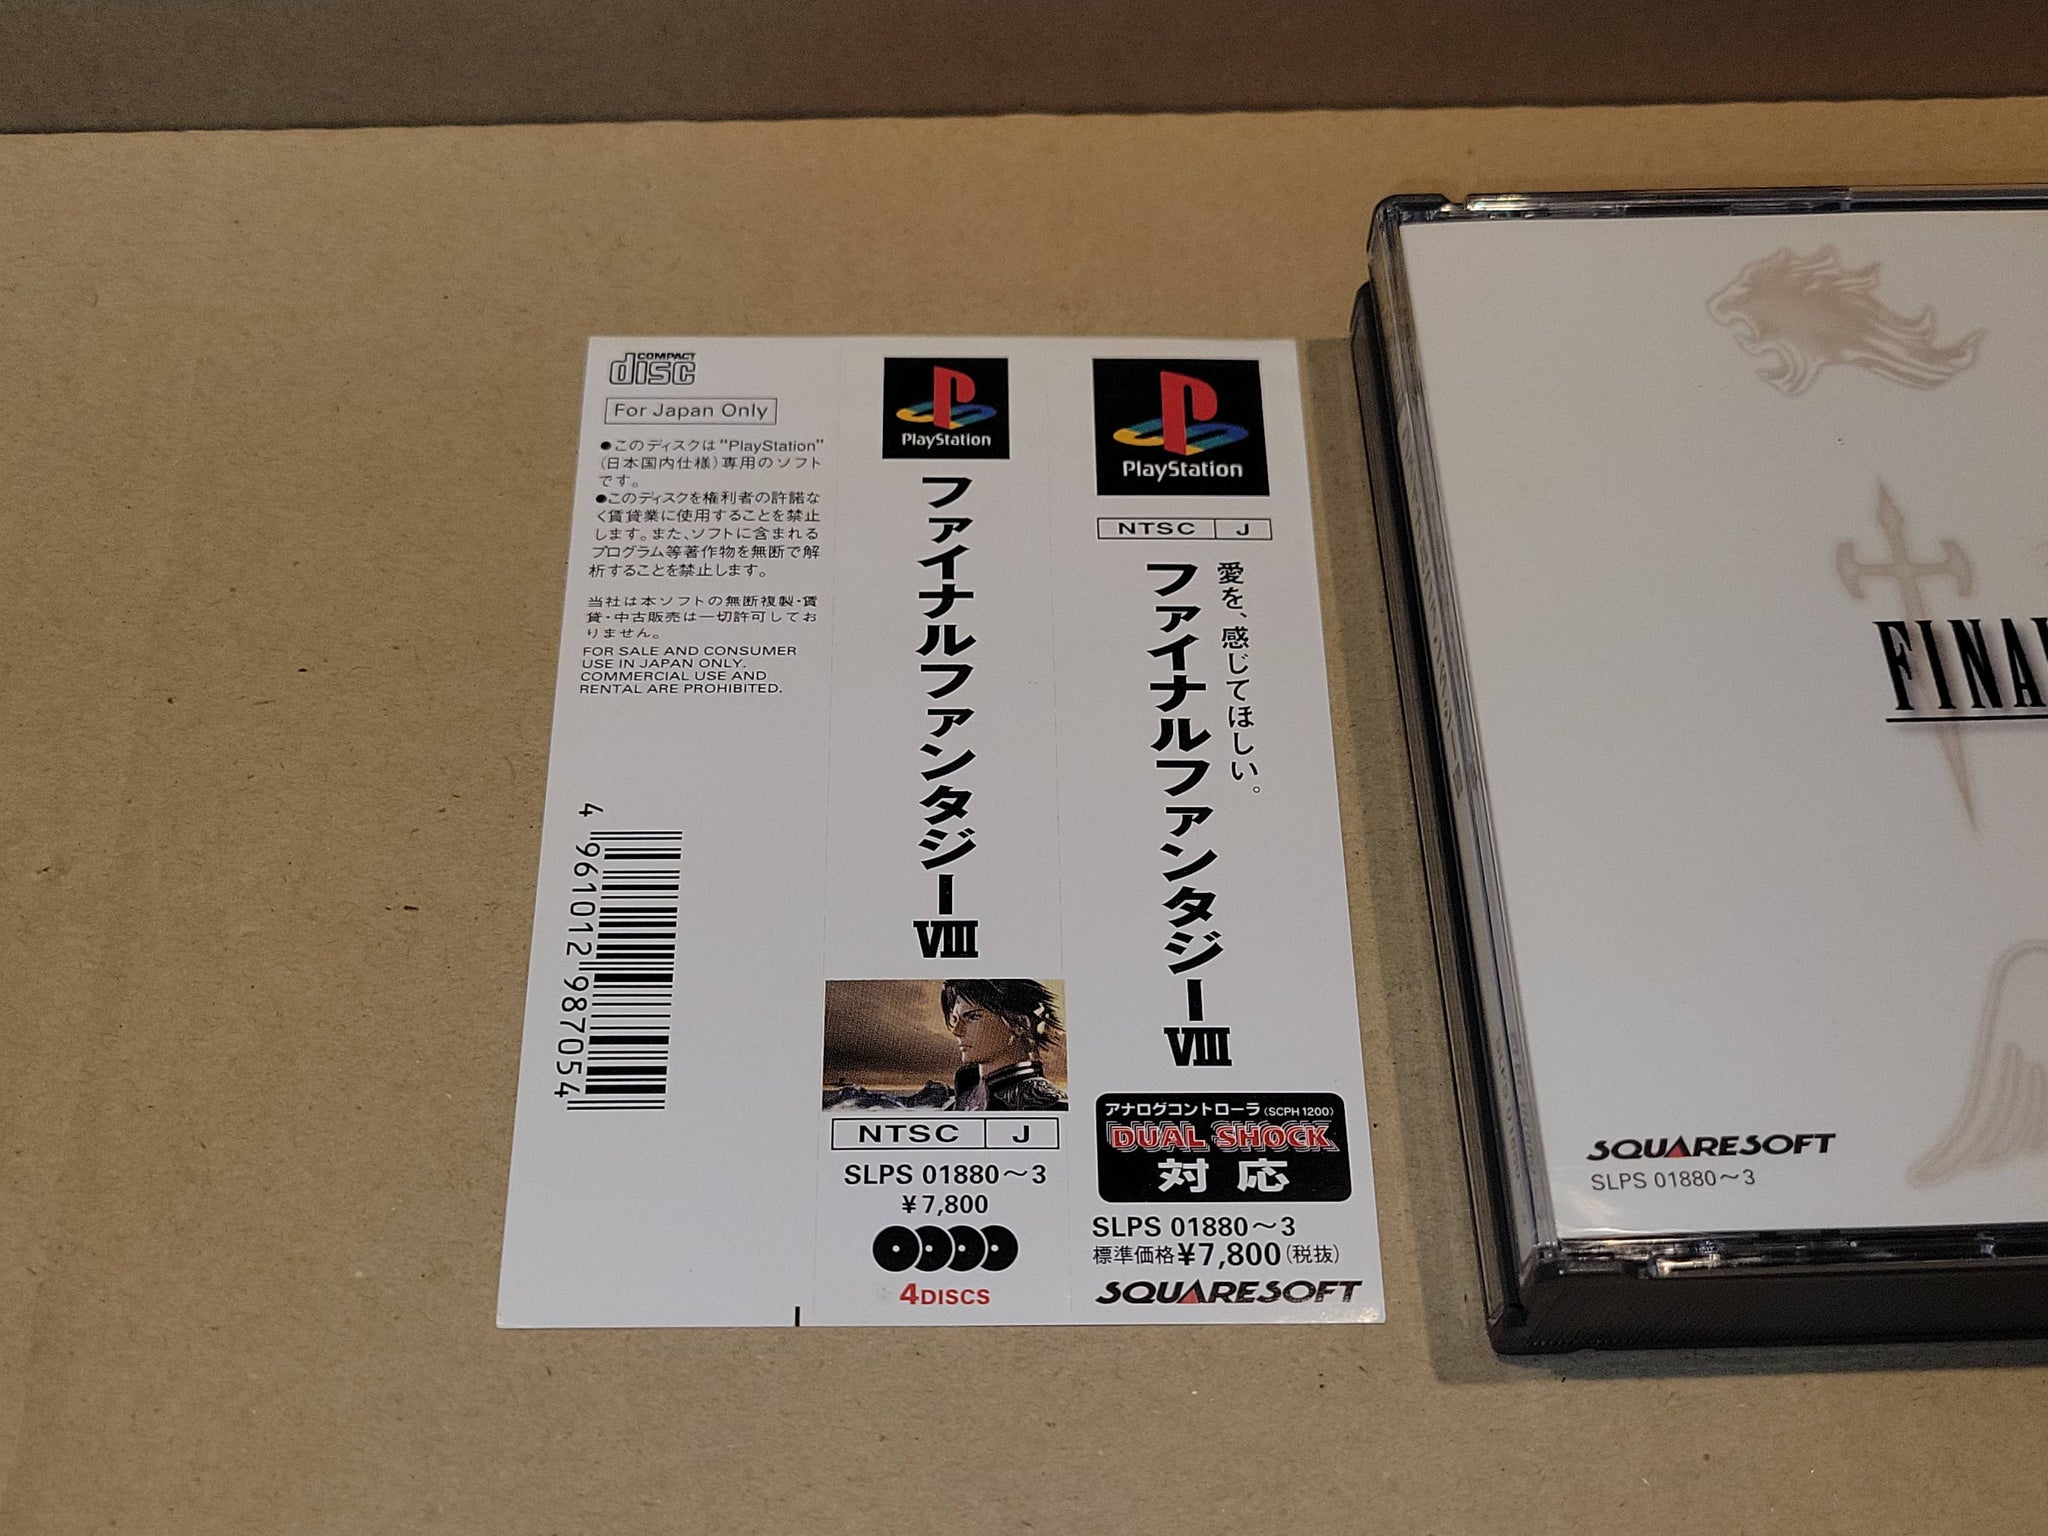 COMPACT
disc
For Japan Only
●このディスクは"PlayStation"
(日本国内仕様)専用のソフト
です。
●このディスクを権利者の許諾な
く賃貸業に使用することを禁止
します。また、ソフトに含まれる
プログラム等著作物を無断で解
析することを禁止します。
当社は本ソフトの無断複製・賃
貸・中古販売は一切許可してお
りません。
FOR SALE AND CONSUMER
USE IN JAPAN ONLY.
COMMERCIAL USE AND
RENTAL ARE PROHIBITED.
4 961012 987054
PlayStation
ファイナルファンタジーVIII
NTSC J
SLPS 01880〜3
¥7,800
4DISCS
PlayStation
NTSC J
愛を、感じてほしい。
ファイナルファンタジーVIII
アナログコントローラ(SCPH 1200)
DUAL SHOCK
対応
SLPS 01880〜3
標準価格¥7,800(税抜)
SQUARESOFT
FINA
SQUARESOFT
SLPS 01880〜3